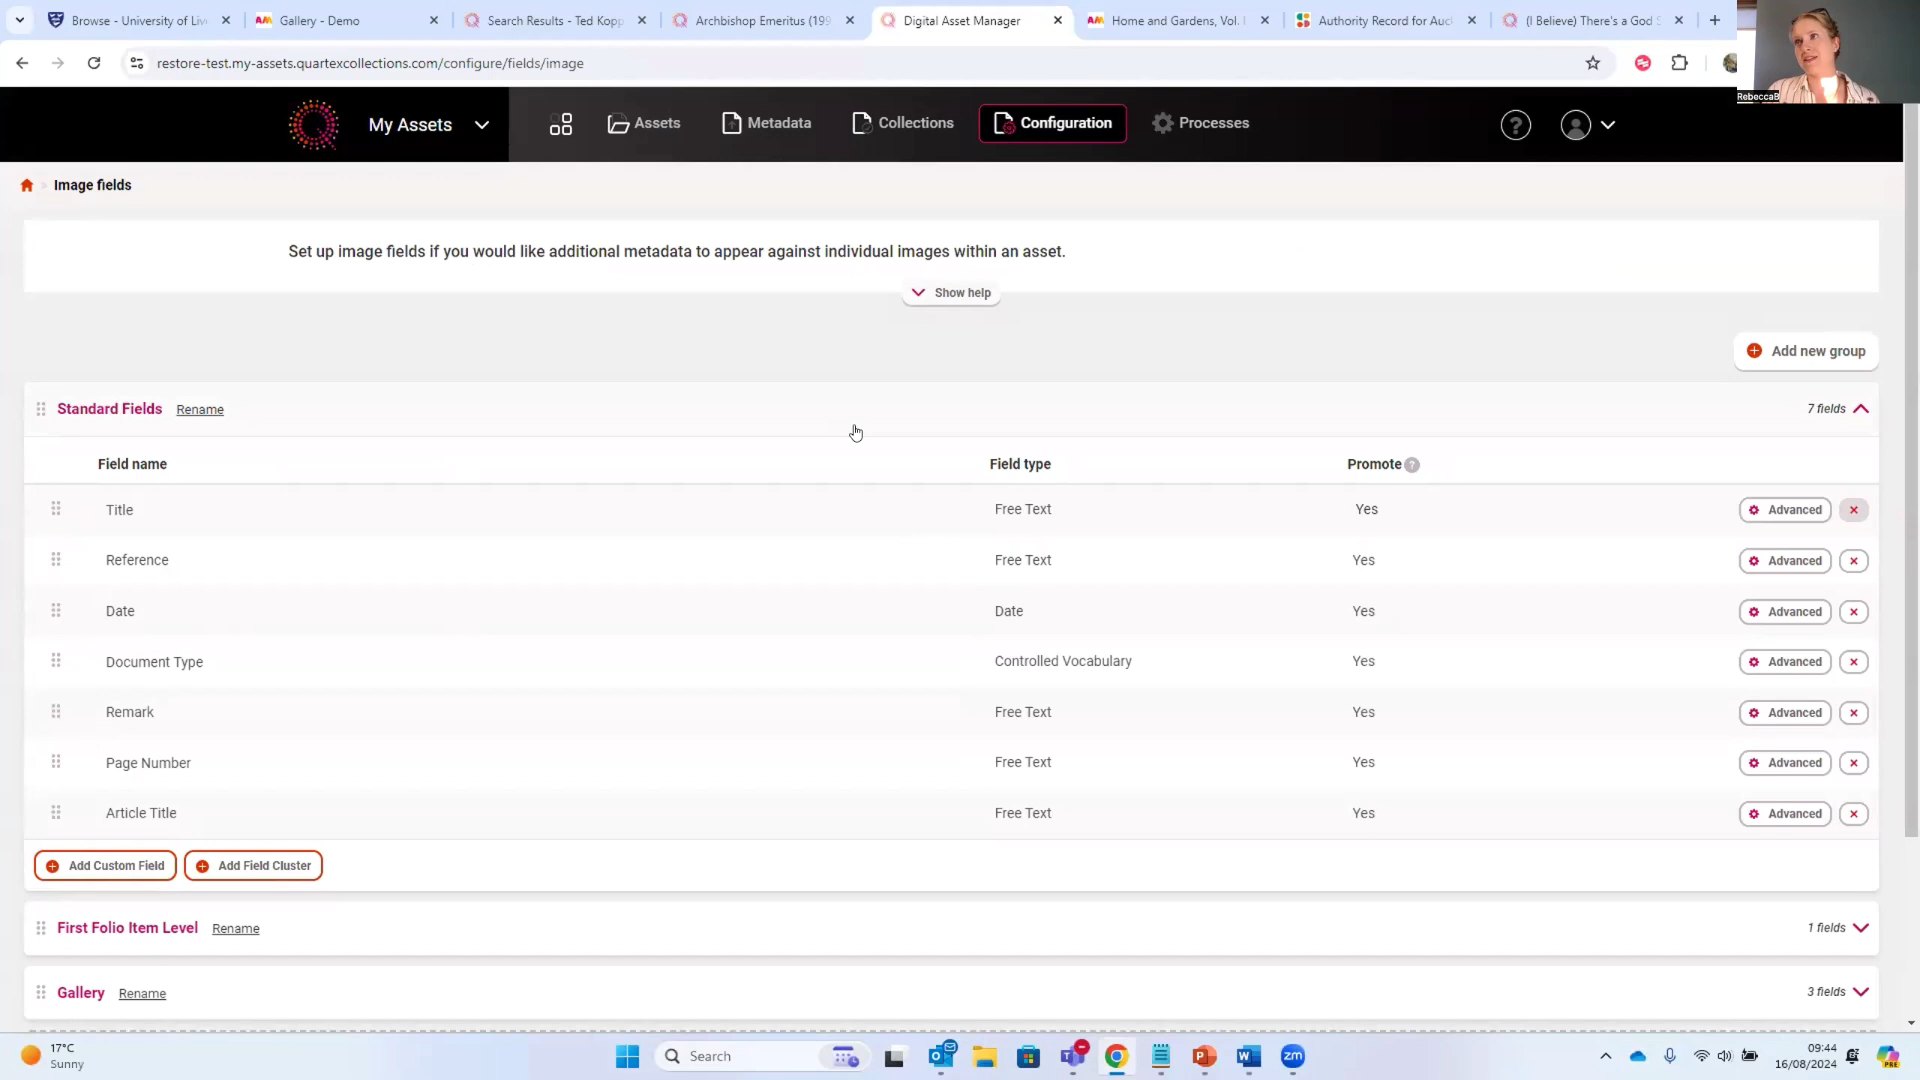 Browse - University of Liv
Gallery - Demo
Search Results - Ted Kopp
Archbishop Emeritus (199
Digital Asset Manager
Home and Gardens, Vol.
Authority Record for Auc
(I Believe) There's a God S
restore-test.my-assets.quartexcollections.com/configure/fields/image
RebeccaB
My Assets
Assets
Metadata
Collections
Configuration
Processes
Image fields
Set up image fields if you would like additional metadata to appear against individual images within an asset.
Show help
Add new group
Standard Fields Rename 7 fields
Field name Field type Promote
Title Free Text Yes Advanced
Reference Free Text Yes Advanced
Date Date Yes Advanced
Document Type Controlled Vocabulary Yes Advanced
Remark Free Text Yes Advanced
Page Number Free Text Yes Advanced
Article Title Free Text Yes Advanced
Add Custom Field Add Field Cluster
First Folio Item Level Rename 1 fields
Gallery Rename 3 fields
17°C
Sunny
Search
09:44
16/08/2024